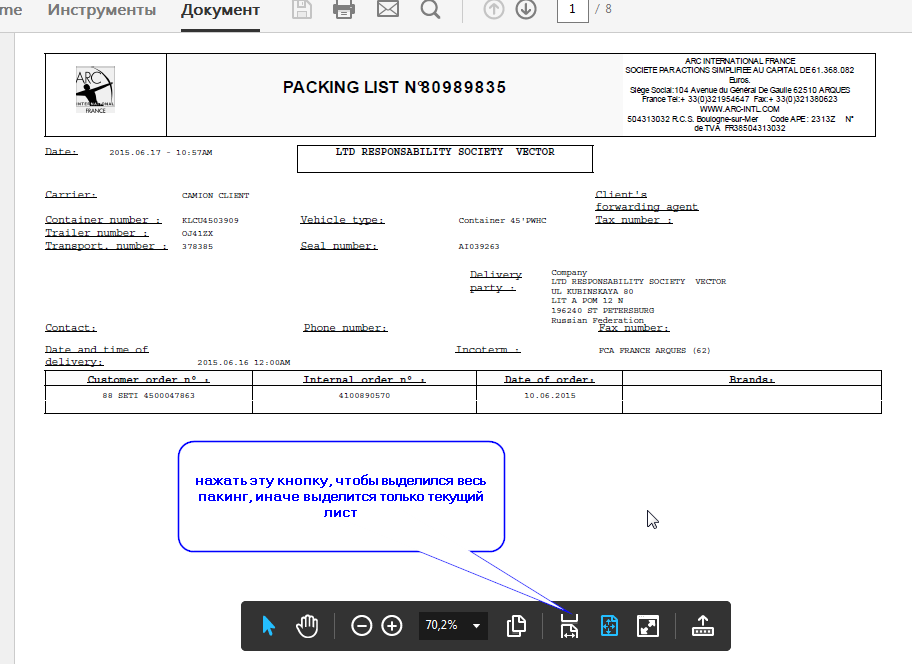 me Инструменты Документ 1 / 8
ARC
INTERNATIONAL
FRANCE
PACKING LIST N°80989835
ARC INTERNATIONAL FRANCE
SOCIETE PAR ACTIONS SIMPLIFIEE AU CAPITAL DE 61.368.082
Euros.
Siège Social:104 Avenue du Général De Gaulle 62510 ARQUES
France Tel:+ 33(0)321954647 Fax:+ 33(0)321380623
WWW.ARC-INTL.COM
504313032 R.C.S. Boulogne-sur-Mer Code APE : 2313Z N°
de TVA FR38504313032
Date: 2015.06.17 - 10:57AM
LTD RESPONSABILITY SOCIETY VECTOR
Carrier: CAMION CLIENT
Client's
forwarding agent
Container number : KLCU4503909 Vehicle type: Container 45'PWHC Tax number :
Trailer number : OJ41ZX
Transport. number : 378385 Seal number: AI039263
Delivery
party :
Company
LTD RESPONSABILITY SOCIETY VECTOR
UL KUBINSKAYA 80
LIT A POM 12 N
196240 ST PETERSBURG
Russian Federation
Contact: Phone number: Fax number:
Date and time of
delivery: 2015.06.16 12:00AM Incoterm : FCA FRANCE ARQUES (62)
Customer order n° : Internal order n° : Date of order: Brands:
88 SETI 4500047863 4100890570 10.06.2015
нажать эту кнопку, чтобы выделился весь
пакинг, иначе выделится только текущий
лист
70,2%